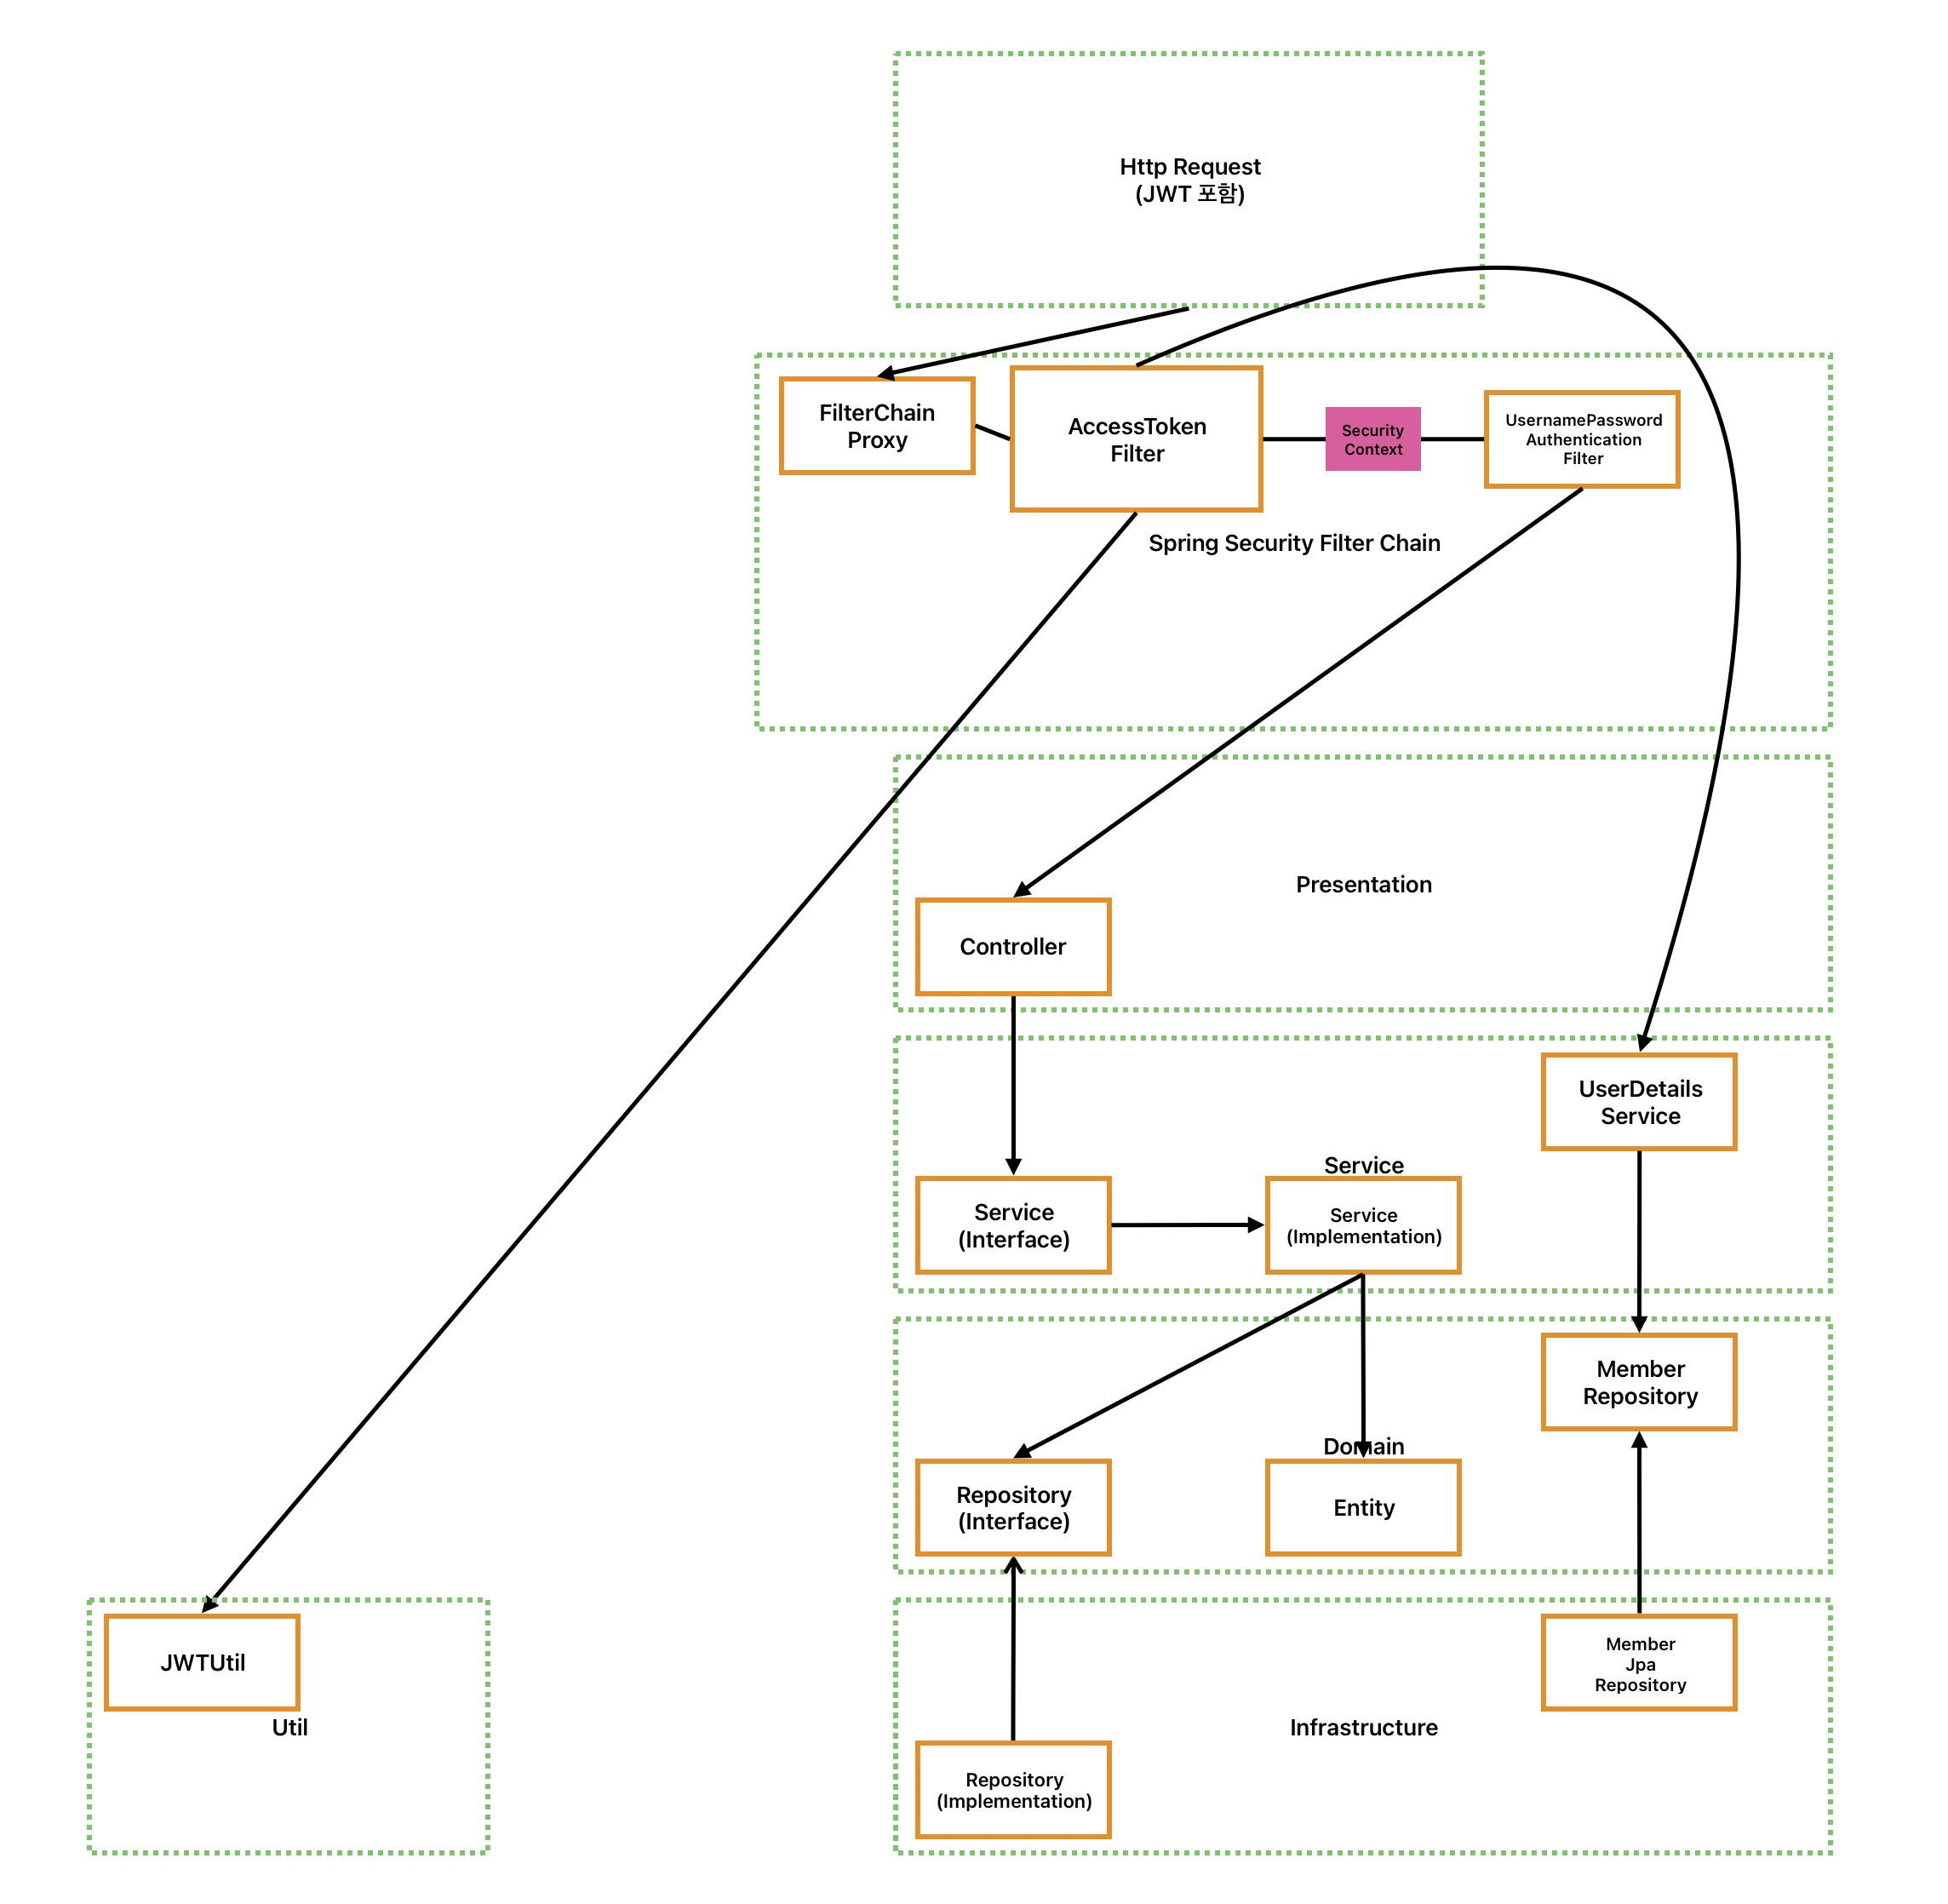 Http Request
(JWT 포함)
FilterChain
Proxy
AccessToken
Filter
Security
Context
UsernamePassword
Authentication
Filter
Spring Security Filter Chain
Presentation
Controller
UserDetails
Service
Service
Service
(Interface)
Service
(Implementation)
Member
Repository
Domain
Repository
(Interface)
Entity
JWTUtil
Util
Member
Jpa
Repository
Infrastructure
Repository
(Implementation)